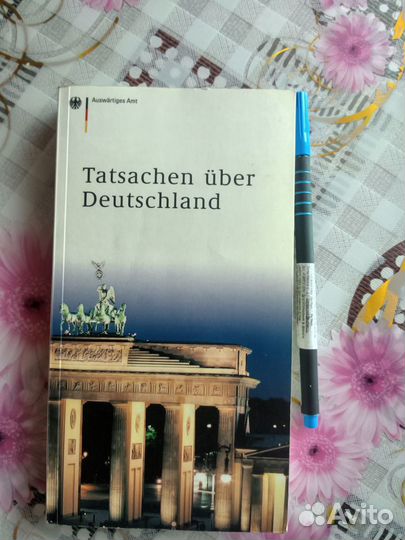 Auswärtiges Amt
Tatsachen über
Deutschland
Avito